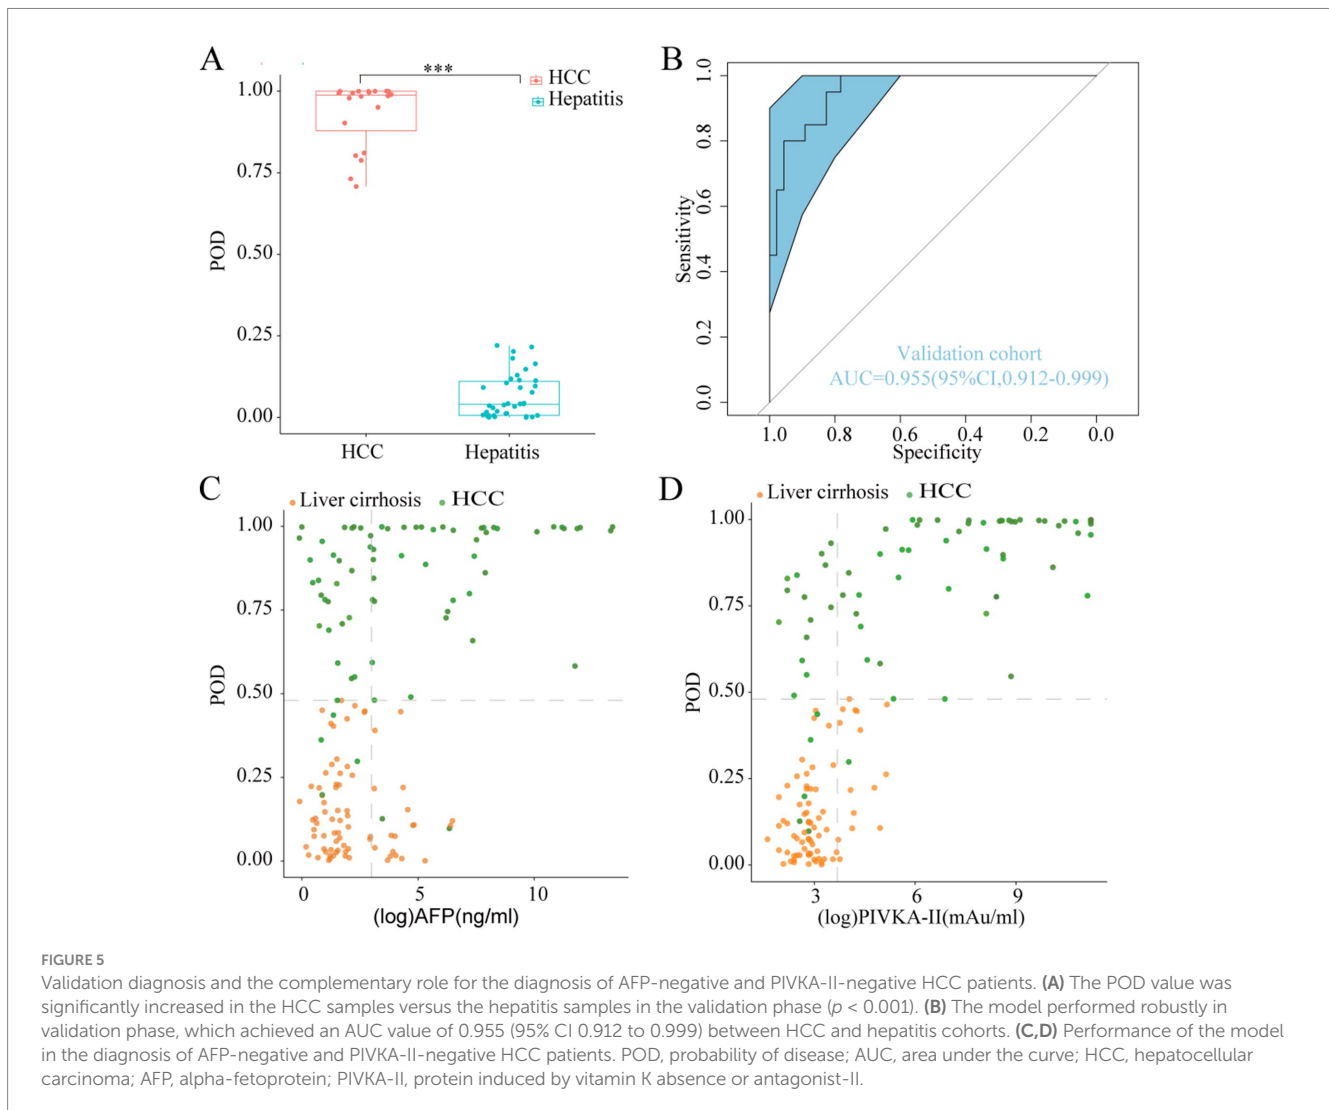 A
***
HCC
Hepatitis
1.00
0.75
0.50
0.25
0.00
POD
HCC
Hepatitis
B
1.0
0.8
0.6
0.4
0.2
0.0
Sensitivity
Validation cohort
AUC=0.955(95%CI,0.912-0.999)
1.0 0.8 0.6 0.4 0.2 0.0
Specificity
C
Liver cirrhosis HCC
1.00
0.75
0.50
0.25
0.00
POD
0 5 10
(log)AFP(ng/ml)
D
Liver cirrhosis HCC
1.00
0.75
0.50
0.25
0.00
POD
3 6 9
(log)PIVKA-II(mAu/ml)
FIGURE 5
Validation diagnosis and the complementary role for the diagnosis of AFP-negative and PIVKA-II-negative HCC patients. (A) The POD value was
significantly increased in the HCC samples versus the hepatitis samples in the validation phase (p < 0.001). (B) The model performed robustly in
validation phase, which achieved an AUC value of 0.955 (95% CI 0.912 to 0.999) between HCC and hepatitis cohorts. (C,D) Performance of the model
in the diagnosis of AFP-negative and PIVKA-II-negative HCC patients. POD, probability of disease; AUC, area under the curve; HCC, hepatocellular
carcinoma; AFP, alpha-fetoprotein; PIVKA-II, protein induced by vitamin K absence or antagonist-II.